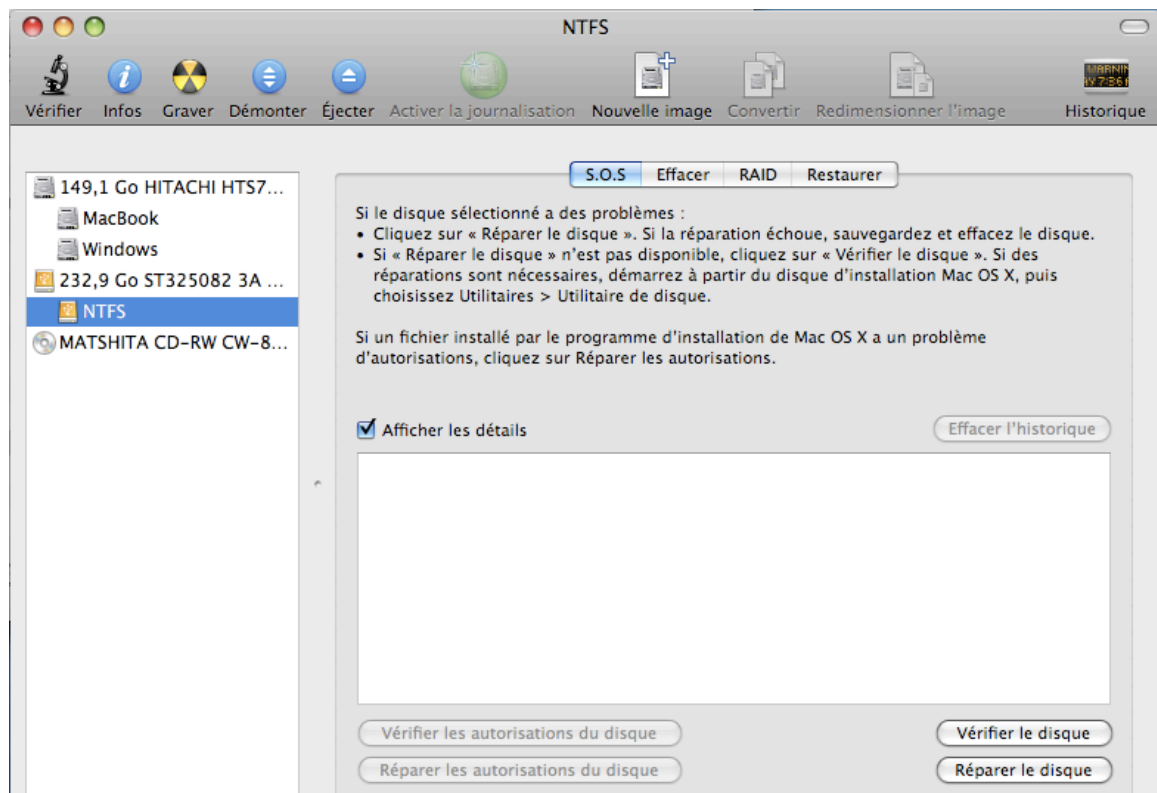 NTFS
Vérifier Infos Graver Démonter Éjecter Activer la journalisation Nouvelle image Convertir Redimensionner l'image Historique
149,1 Go HITACHI HTS7...
MacBook
Windows
232,9 Go ST325082 3A ...
NTFS
MATSHITA CD-RW CW-8...
S.O.S Effacer RAID Restaurer
Si le disque sélectionné a des problèmes :
• Cliquez sur « Réparer le disque ». Si la réparation échoue, sauvegardez et effacez le disque.
• Si « Réparer le disque » n'est pas disponible, cliquez sur « Vérifier le disque ». Si des
réparations sont nécessaires, démarrez à partir du disque d'installation Mac OS X, puis
choisissez Utilitaires > Utilitaire de disque.
Si un fichier installé par le programme d'installation de Mac OS X a un problème
d'autorisations, cliquez sur Réparer les autorisations.
Afficher les détails
Effacer l'historique
Vérifier les autorisations du disque
Vérifier le disque
Réparer les autorisations du disque
Réparer le disque